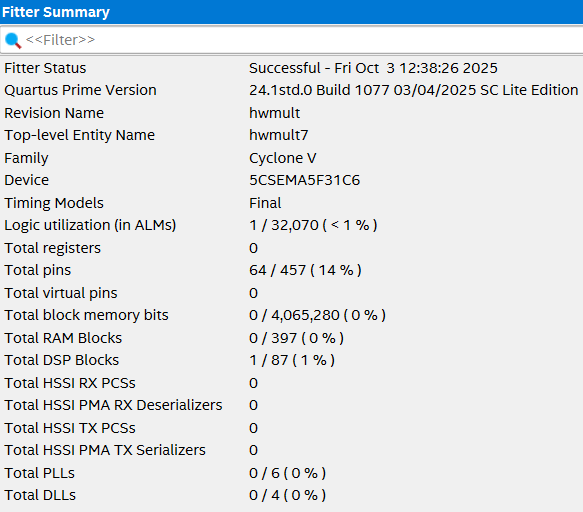 Fitter Summary
<<Filter>>
Fitter Status Successful - Fri Oct 3 12:38:26 2025
Quartus Prime Version 24.1std.0 Build 1077 03/04/2025 SC Lite Edition
Revision Name hwmult
Top-level Entity Name hwmult7
Family Cyclone V
Device 5CSEMA5F31C6
Timing Models Final
Logic utilization (in ALMs) 1 / 32,070 ( < 1 % )
Total registers 0
Total pins 64 / 457 ( 14 % )
Total virtual pins 0
Total block memory bits 0 / 4,065,280 ( 0 % )
Total RAM Blocks 0 / 397 ( 0 % )
Total DSP Blocks 1 / 87 ( 1 % )
Total HSSI RX PCSs 0
Total HSSI PMA RX Deserializers 0
Total HSSI TX PCSs 0
Total HSSI PMA TX Serializers 0
Total PLLs 0 / 6 ( 0 % )
Total DLLs 0 / 4 ( 0 % )